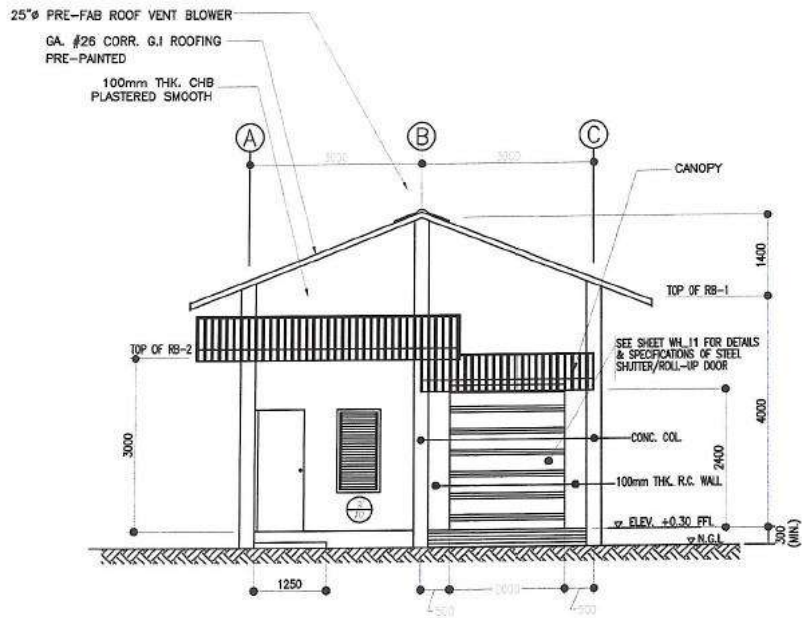 25"ø PRE-FAB ROOF VENT BLOWER
GA. #26 CORR. G.I ROOFING
PRE-PAINTED
100mm THK. CHB
PLASTERED SMOOTH
A
B
C
3000
3000
CANOPY
1400
TOP OF RB-1
TOP OF RB-2
SEE SHEET WH_11 FOR DETAILS
& SPECIFICATIONS OF STEEL
SHUTTER/ROLL-UP DOOR
3000
4000
2400
CONC. COL.
100mm THK. R.C. WALL
ELEV. +0.30 FFL
N.G.L
300
(MIN.)
1250
500
2000
500